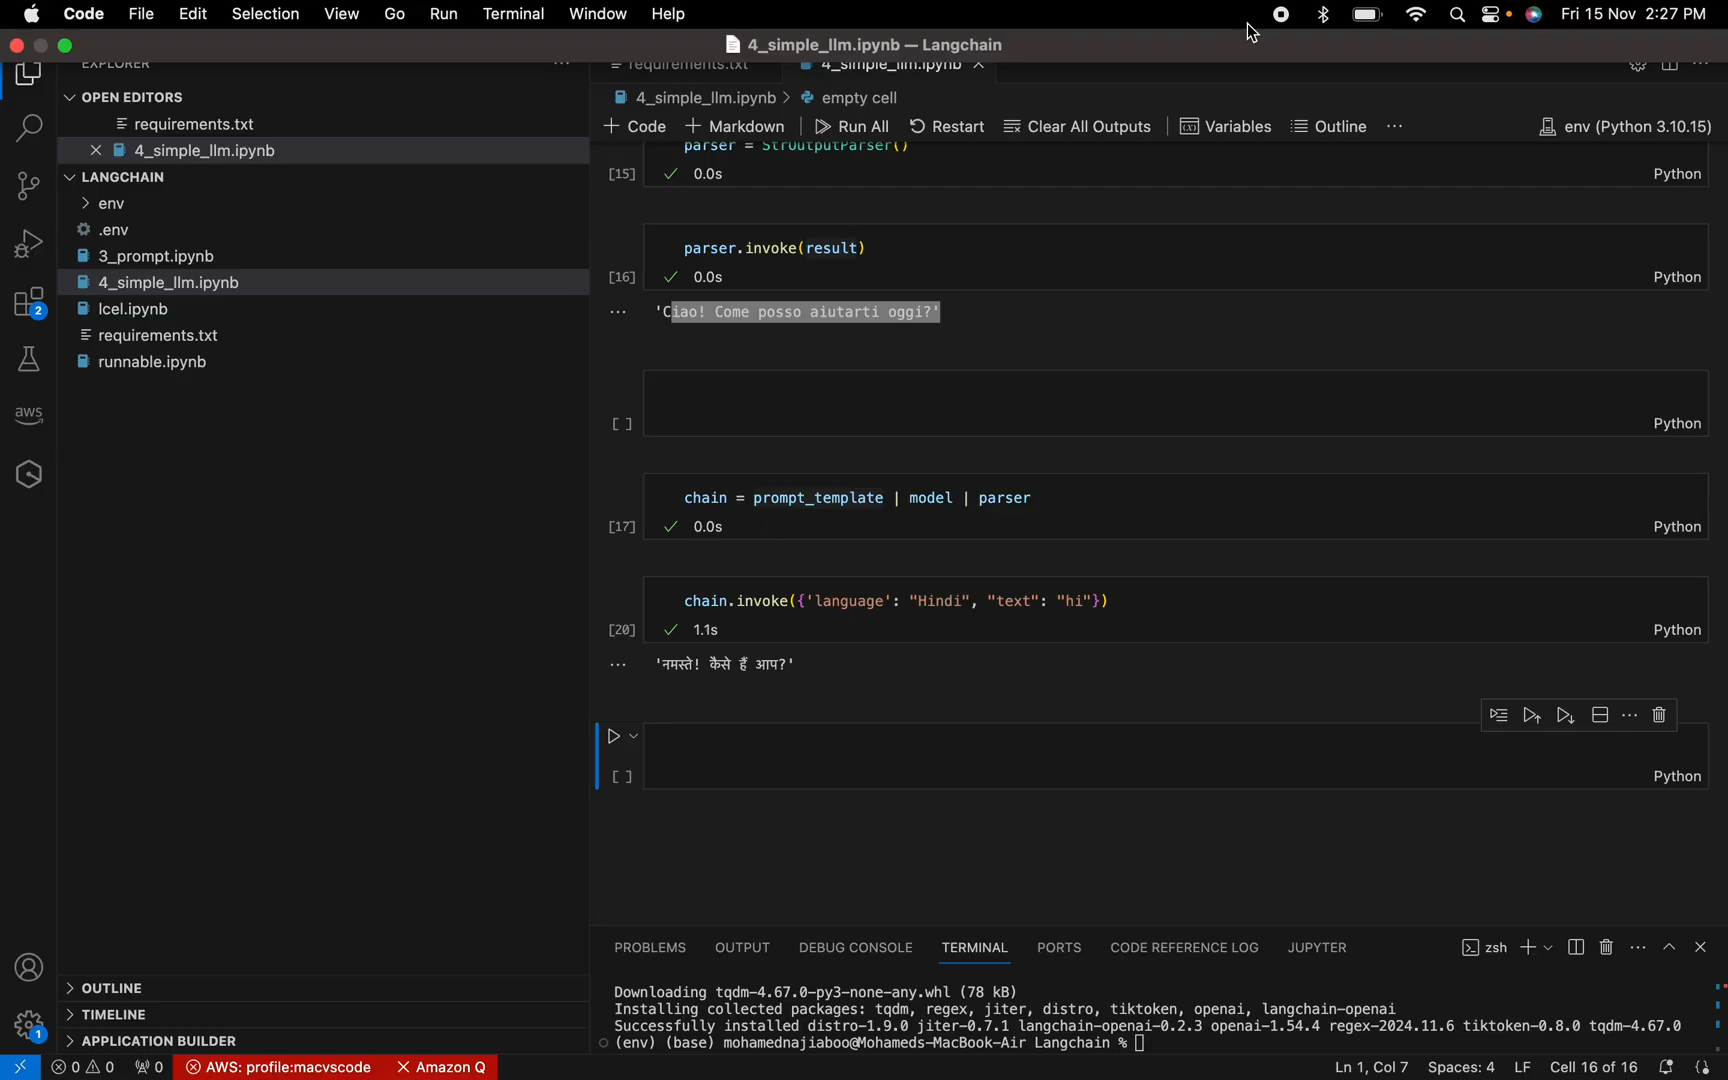 Code File Edit Selection View Go Run Terminal Window Help Fri 15 Nov 2:27 PM
4_simple_llm.ipynb — Langchain
EXPLORER
OPEN EDITORS
requirements.txt
4_simple_llm.ipynb
LANGCHAIN
env
.env
3_prompt.ipynb
4_simple_llm.ipynb
lcel.ipynb
requirements.txt
runnable.ipynb
OUTLINE
TIMELINE
APPLICATION BUILDER
aws
2
1
requirements.txt 4_simple_llm.ipynb
4_simple_llm.ipynb > empty cell
+ Code + Markdown Run All Restart Clear All Outputs Variables Outline ... env (Python 3.10.15)
parser = StrOutputParser()
[15] ✓ 0.0s Python
parser.invoke(result)
[16] ✓ 0.0s Python
'Ciao! Come posso aiutarti oggi?'
[ ] Python
chain = prompt_template | model | parser
[17] ✓ 0.0s Python
chain.invoke({'language': "Hindi", "text": "hi"})
[20] ✓ 1.1s Python
'नमस्ते! कैसे हैं आप?'
[ ] Python
PROBLEMS OUTPUT DEBUG CONSOLE TERMINAL PORTS CODE REFERENCE LOG JUPYTER zsh
Downloading tqdm-4.67.0-py3-none-any.whl (78 kB)
Installing collected packages: tqdm, regex, jiter, distro, tiktoken, openai, langchain-openai
Successfully installed distro-1.9.0 jiter-0.7.1 langchain-openai-0.2.3 openai-1.54.4 regex-2024.11.6 tiktoken-0.8.0 tqdm-4.67.0
(env) (base) mohamednajiaboo@Mohameds-MacBook-Air Langchain %
0 0 0 AWS: profile:macvscode Amazon Q Ln 1, Col 7 Spaces: 4 LF Cell 16 of 16